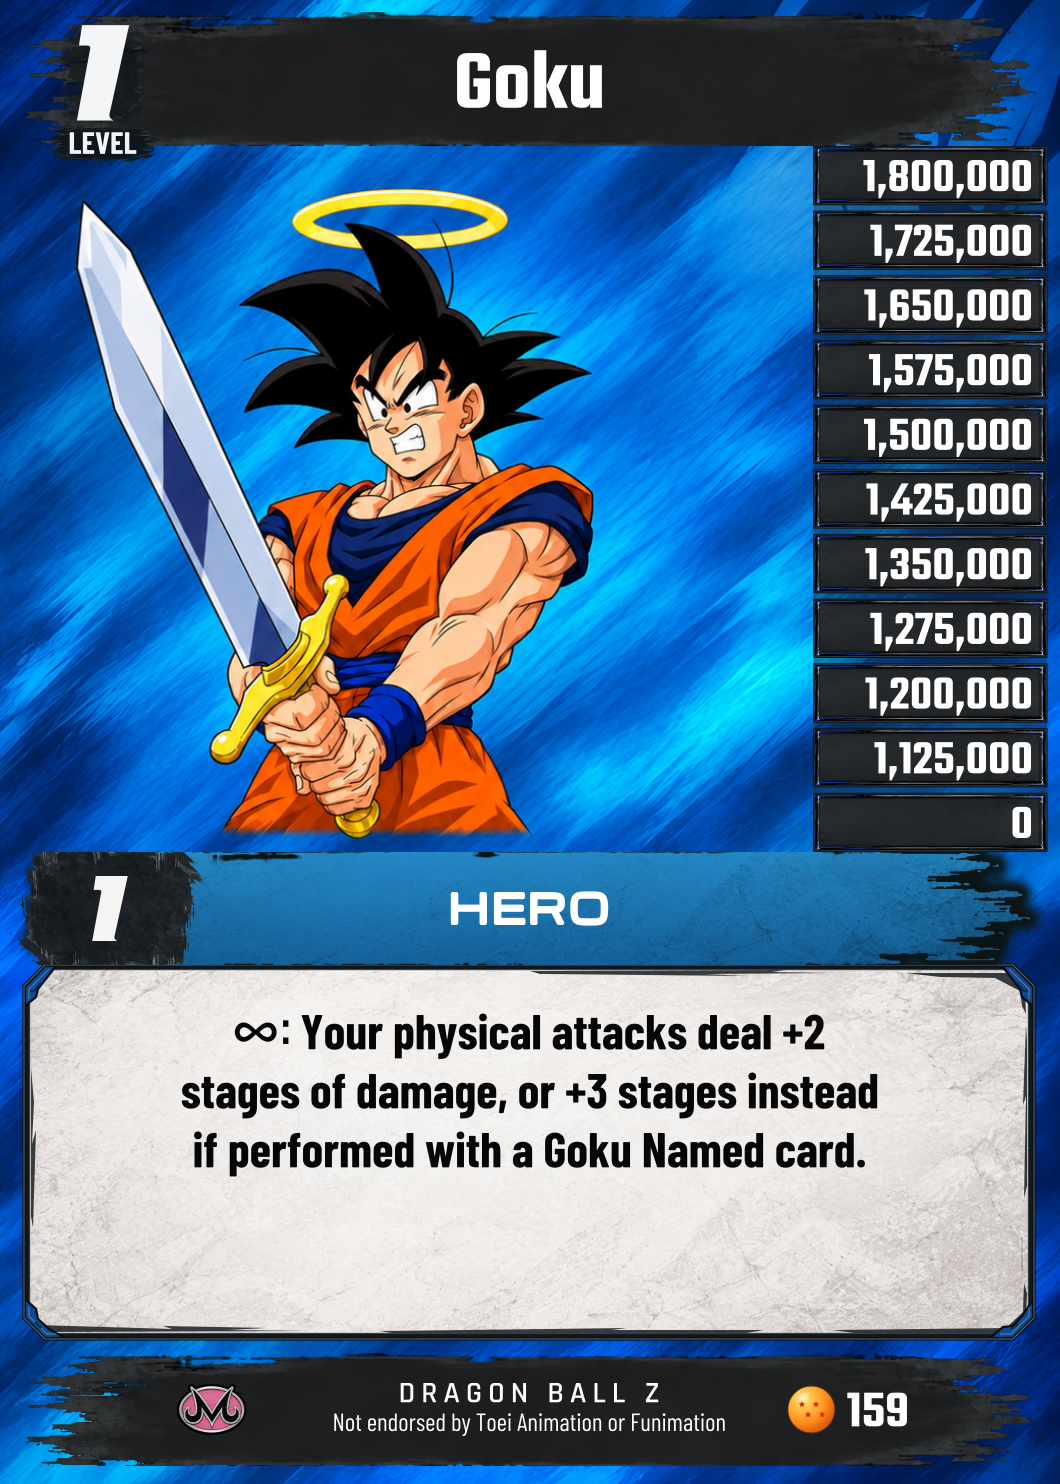 1
LEVEL
Goku
1,800,000
1,725,000
1,650,000
1,575,000
1,500,000
1,425,000
1,350,000
1,275,000
1,200,000
1,125,000
0
1
HERO
∞: Your physical attacks deal +2
stages of damage, or +3 stages instead
if performed with a Goku Named card.
M
DRAGON BALL Z
Not endorsed by Toei Animation or Funimation
159